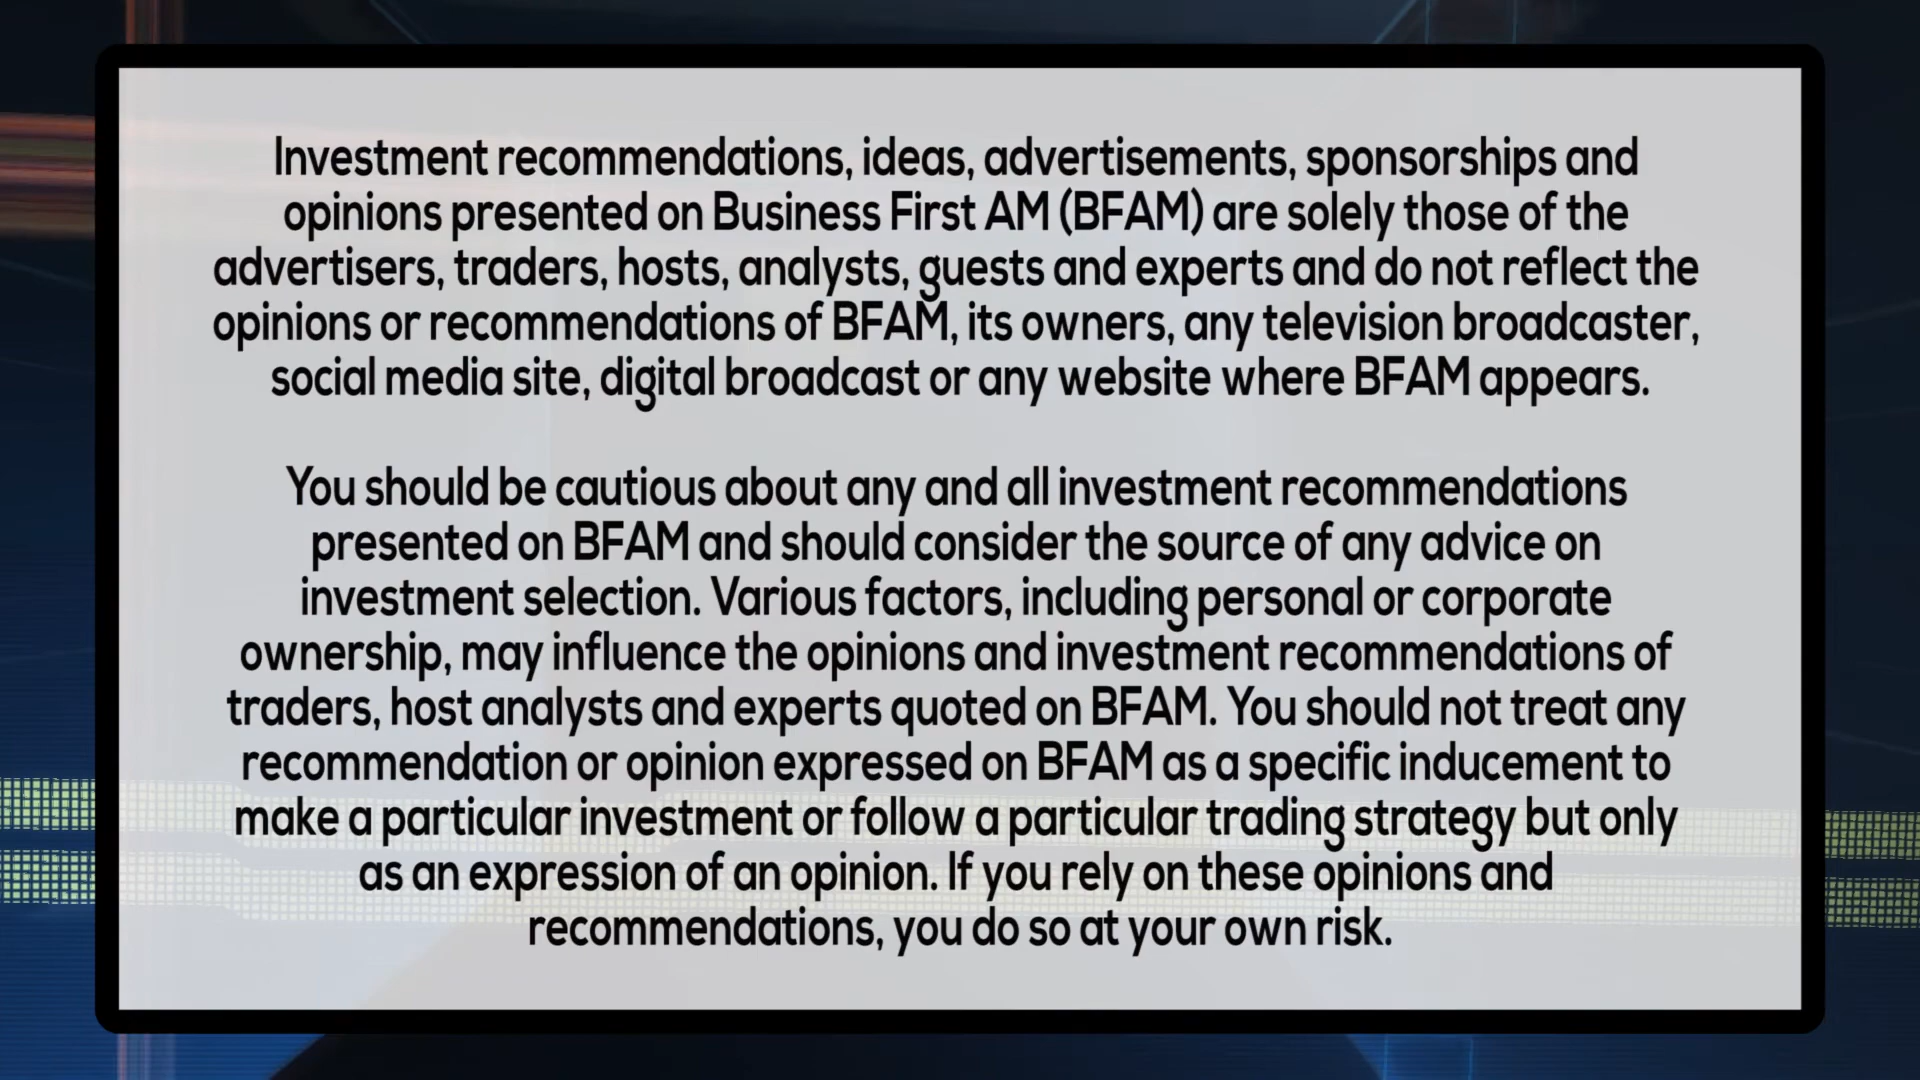 Investment recommendations, ideas, advertisements, sponsorships and
opinions presented on Business First AM (BFAM) are solely those of the
advertisers, traders, hosts, analysts, guests and experts and do not reflect the
opinions or recommendations of BFAM, its owners, any television broadcaster,
social media site, digital broadcast or any website where BFAM appears.
You should be cautious about any and all investment recommendations
presented on BFAM and should consider the source of any advice on
investment selection. Various factors, including personal or corporate
ownership, may influence the opinions and investment recommendations of
traders, host analysts and experts quoted on BFAM. You should not treat any
recommendation or opinion expressed on BFAM as a specific inducement to
make a particular investment or follow a particular trading strategy but only
as an expression of an opinion. If you rely on these opinions and
recommendations, you do so at your own risk.